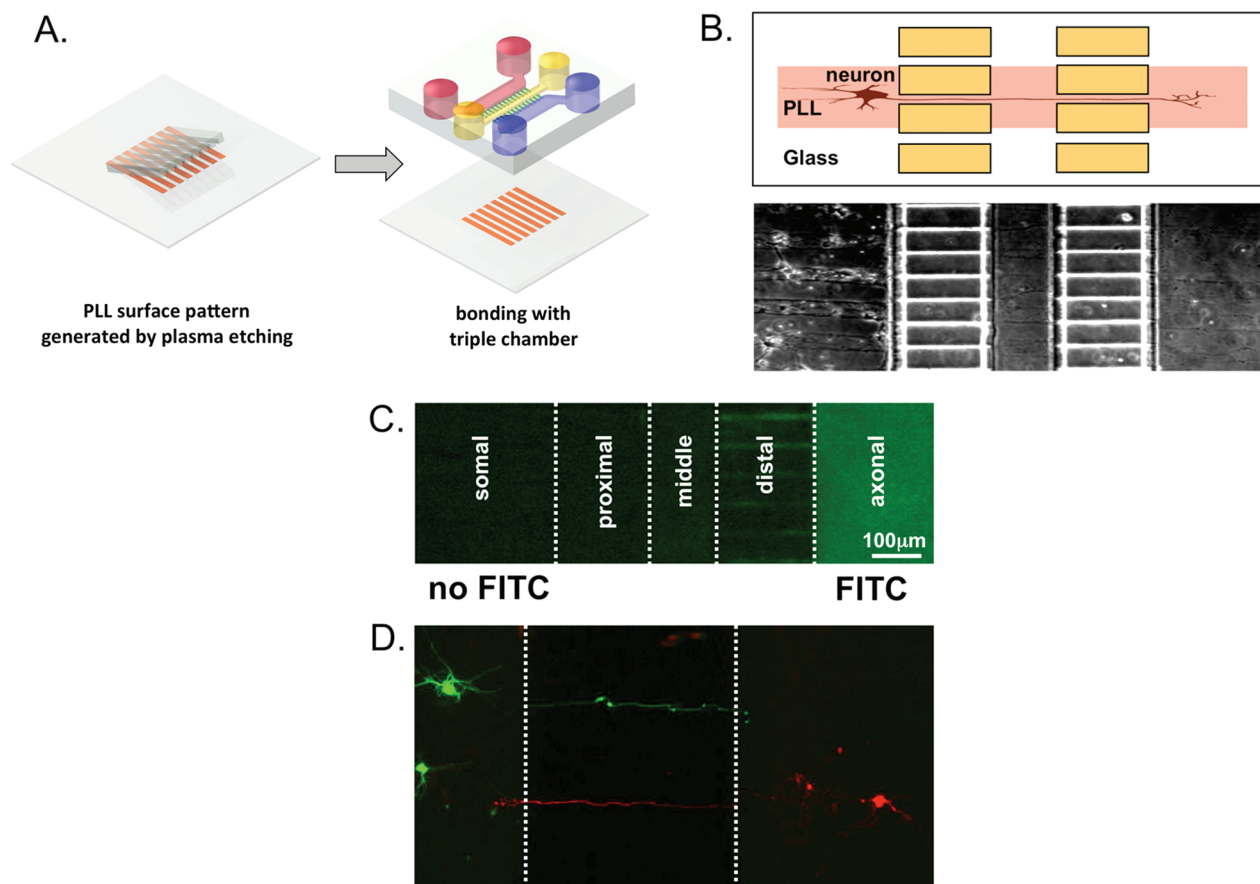 A.
PLL surface pattern
generated by plasma etching
bonding with
triple chamber
B.
neuron
PLL
Glass
C.
somal
proximal
middle
distal
axonal
100μm
no FITC
FITC
D.